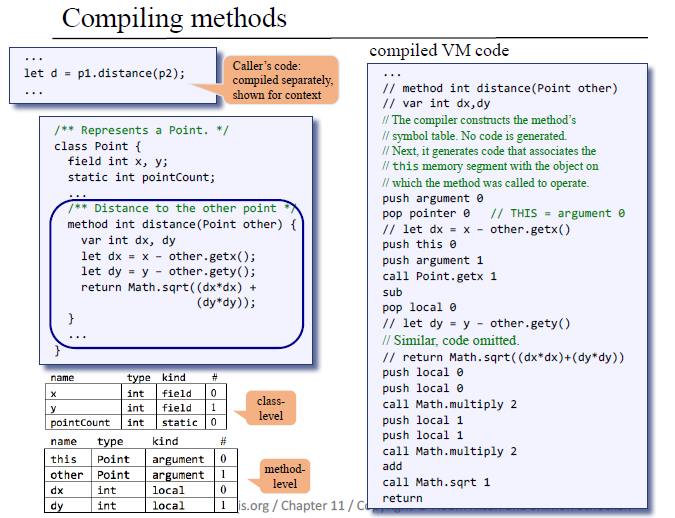 Compiling methods
...
let d = p1.distance(p2);
...
Caller's code:
compiled separately,
shown for context
/** Represents a Point. */
class Point {
field int x, y;
static int pointCount;
...
/** Distance to the other point */
method int distance(Point other) {
var int dx, dy
let dx = x - other.getx();
let dy = y - other.gety();
return Math.sqrt((dx*dx) +
(dy*dy));
}
...
}
name type kind #
x int field 0
y int field 1
pointCount int static 0
class-
level
name type kind #
this Point argument 0
other Point argument 1
dx int local 0
dy int local 1
method-
level
compiled VM code
...
// method int distance(Point other)
// var int dx,dy
// The compiler constructs the method's
// symbol table. No code is generated.
// Next, it generates code that associates the
// this memory segment with the object on
// which the method was called to operate.
push argument 0
pop pointer 0 // THIS = argument 0
// let dx = x - other.getx()
push this 0
push argument 1
call Point.getx 1
sub
pop local 0
// let dy = y - other.gety()
// Similar, code omitted.
// return Math.sqrt((dx*dx)+(dy*dy))
push local 0
push local 0
call Math.multiply 2
push local 1
push local 1
call Math.multiply 2
add
call Math.sqrt 1
return
is.org / Chapter 11 /